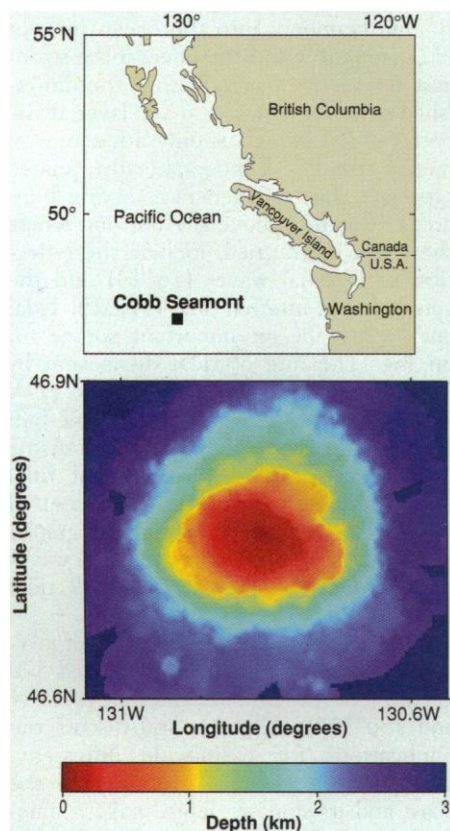 55°N
130°
120°W
British Columbia
50°
Vancouver Island
Pacific Ocean
Canada
U.S.A.
Cobb Seamont
Washington
46.9N
Latitude (degrees)
46.6N
131W
130.6W
Longitude (degrees)
0 1 2 3
Depth (km)